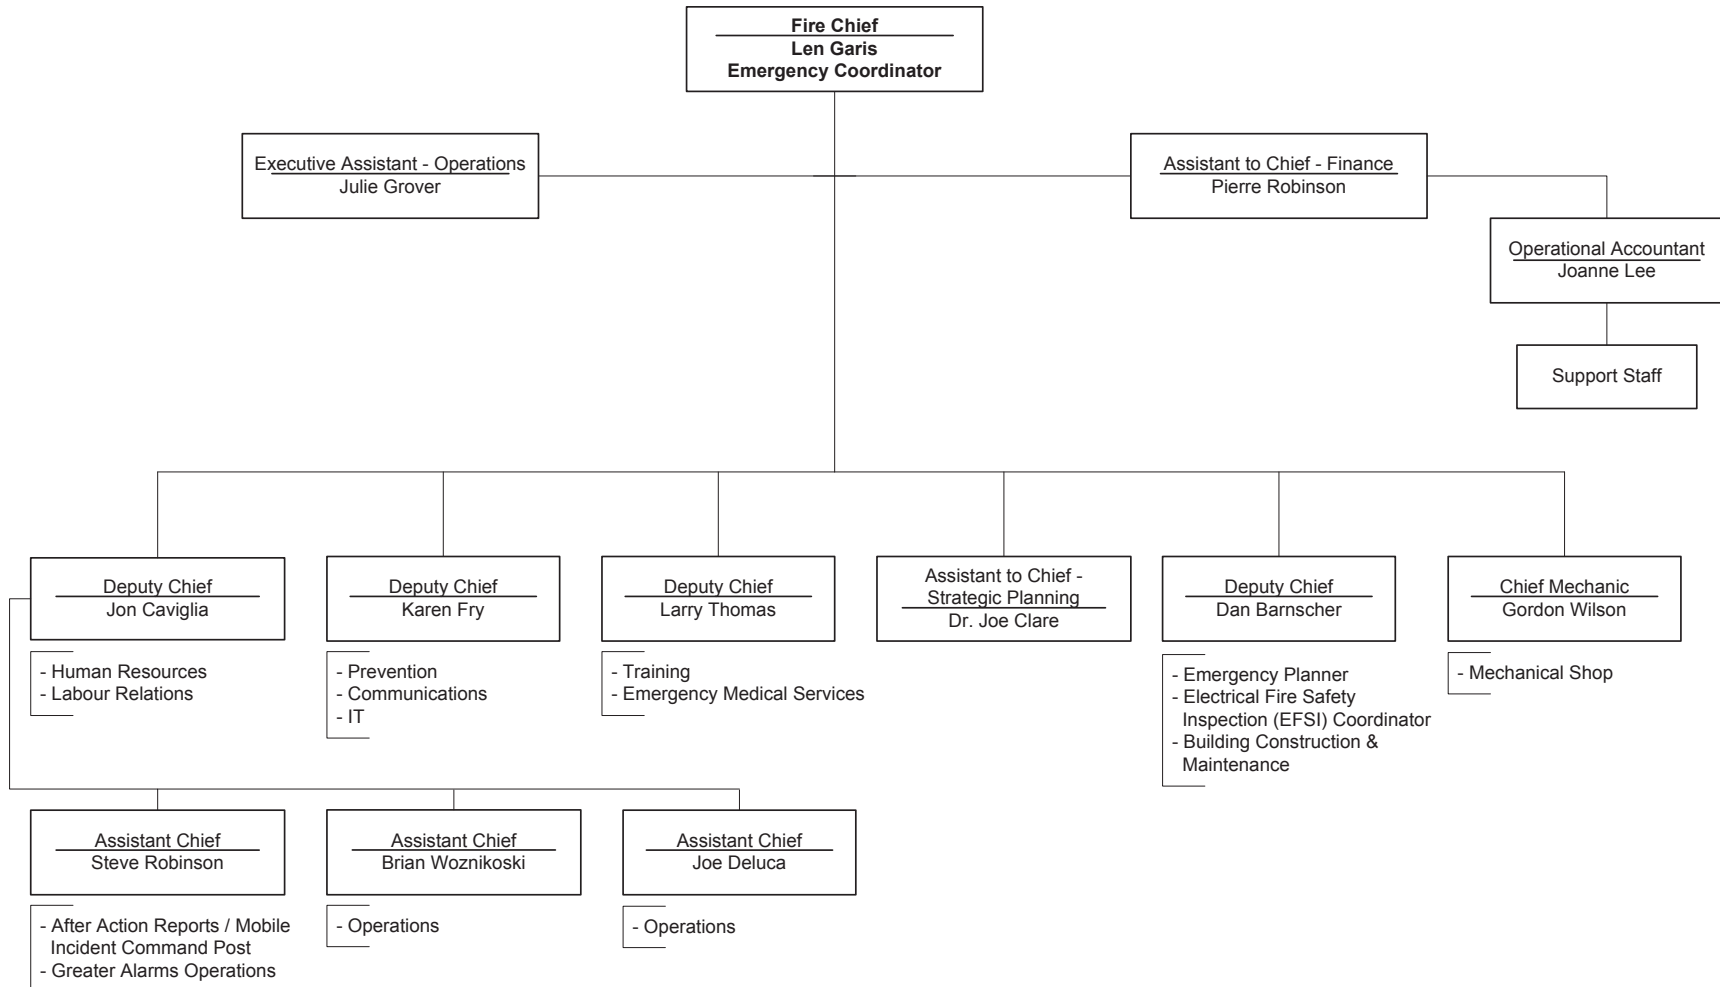 Fire Chief
Len Garis
Emergency Coordinator
Executive Assistant - Operations
Julie Grover
Assistant to Chief - Finance
Pierre Robinson
Operational Accountant
Joanne Lee
Support Staff
Deputy Chief
Jon Caviglia
- Human Resources
- Labour Relations
Deputy Chief
Karen Fry
- Prevention
- Communications
- IT
Deputy Chief
Larry Thomas
- Training
- Emergency Medical Services
Assistant to Chief -
Strategic Planning
Dr. Joe Clare
Deputy Chief
Dan Barnscher
- Emergency Planner
- Electrical Fire Safety
Inspection (EFSI) Coordinator
- Building Construction &
Maintenance
Chief Mechanic
Gordon Wilson
- Mechanical Shop
Assistant Chief
Steve Robinson
- After Action Reports / Mobile
Incident Command Post
- Greater Alarms Operations
Assistant Chief
Brian Woznikoski
- Operations
Assistant Chief
Joe Deluca
- Operations